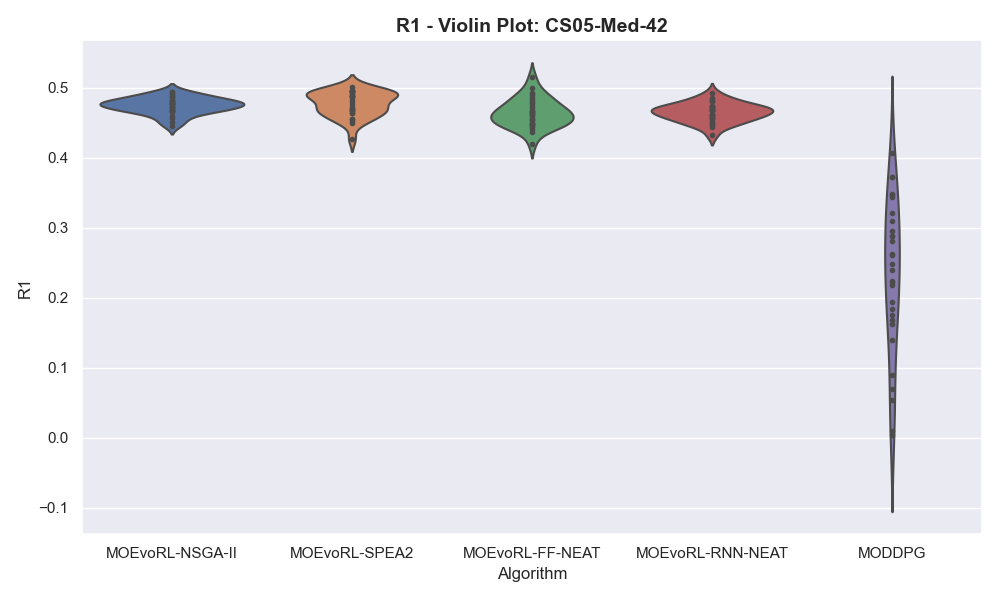 R1 - Violin Plot: CS05-Med-42
R1
0.5
0.4
0.3
0.2
0.1
0.0
−0.1
MOEvoRL-NSGA-II
MOEvoRL-SPEA2
MOEvoRL-FF-NEAT
MOEvoRL-RNN-NEAT
MODDPG
Algorithm